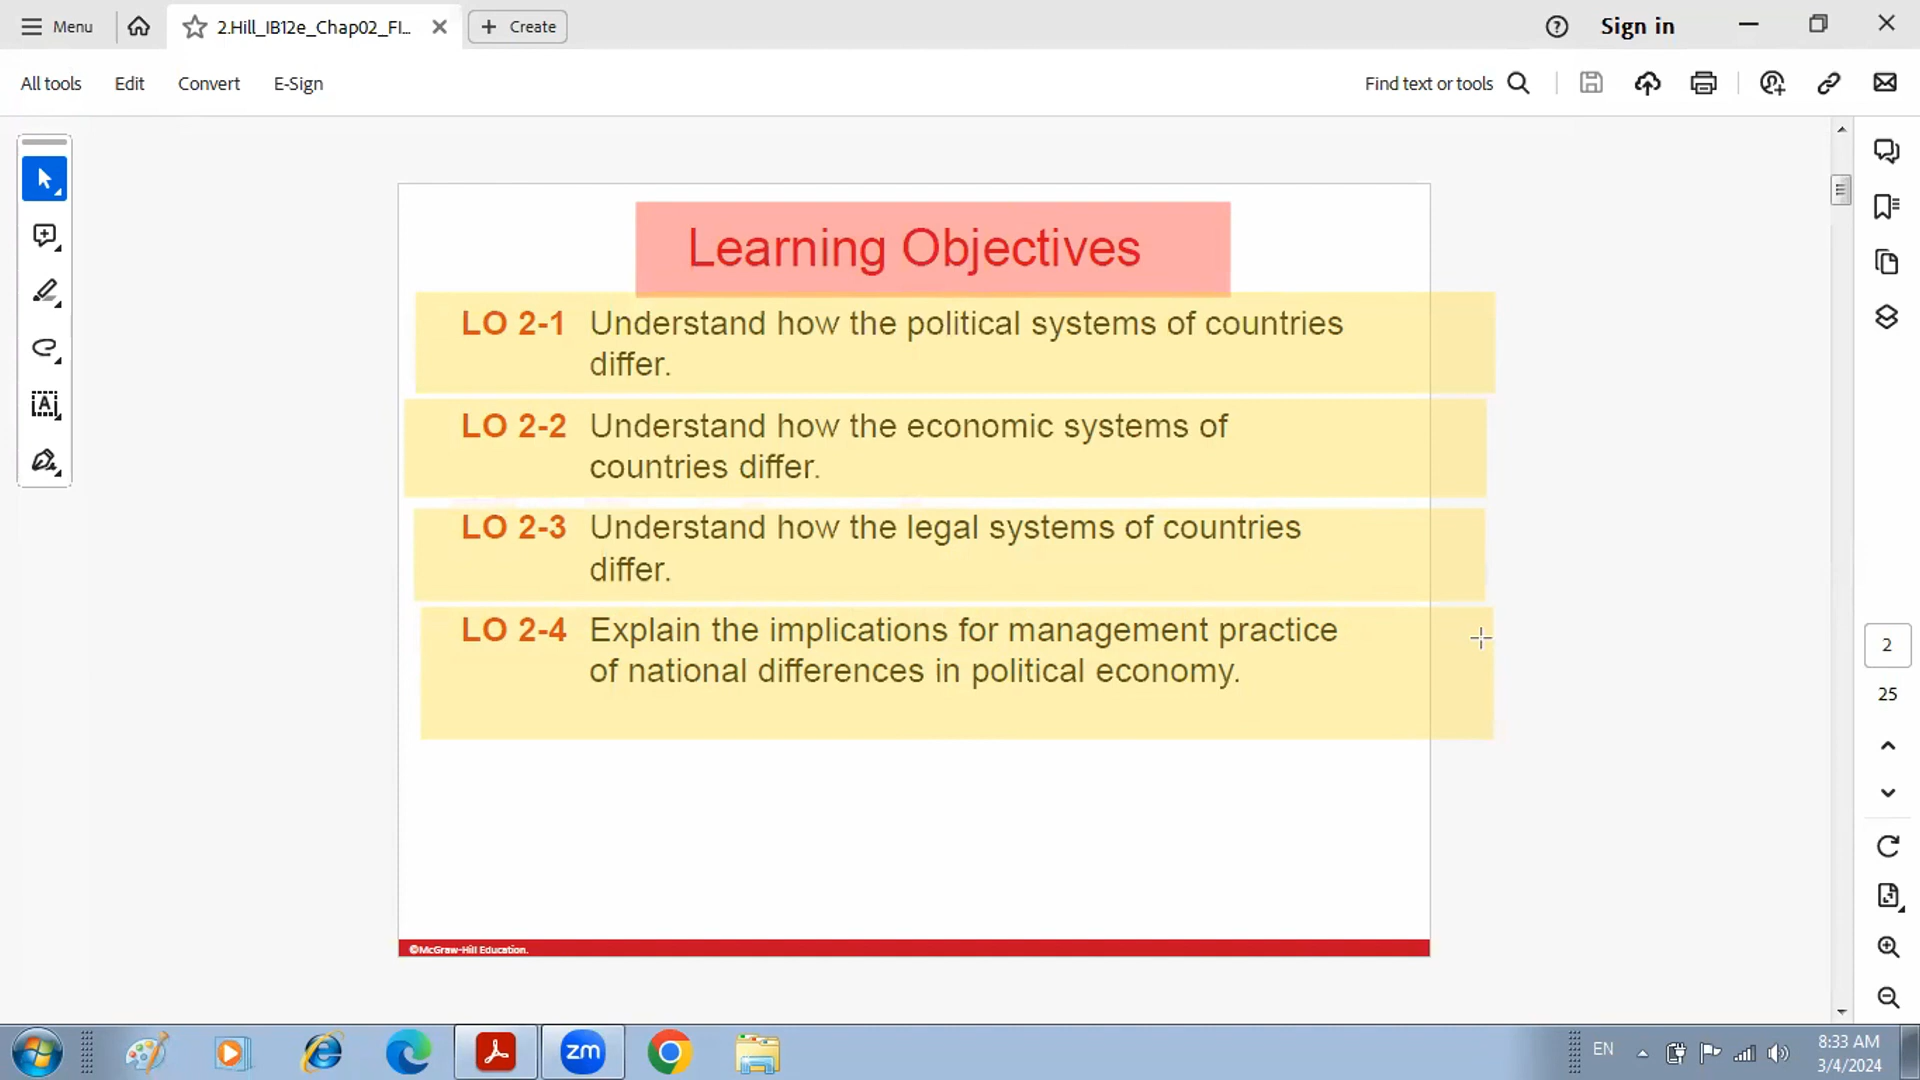 Menu
2.Hill_IB12e_Chap02_FI...
Create
Sign in
All tools
Edit
Convert
E-Sign
Find text or tools
Learning Objectives
LO 2-1 Understand how the political systems of countries
differ.
LO 2-2 Understand how the economic systems of
countries differ.
LO 2-3 Understand how the legal systems of countries
differ.
LO 2-4 Explain the implications for management practice
of national differences in political economy.
2
25
©McGraw-Hill Education.
zm
EN
8:33 AM
3/4/2024